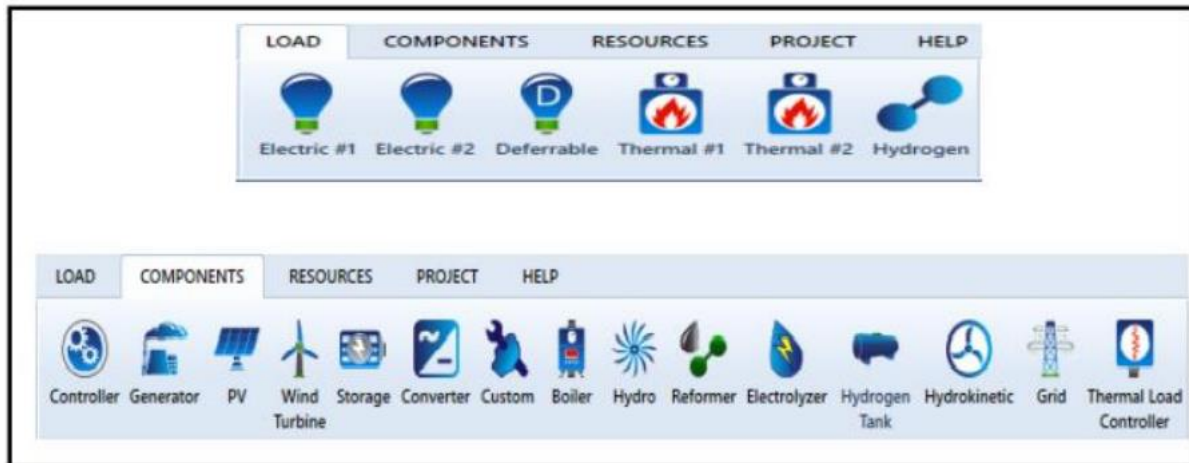 LOAD COMPONENTS RESOURCES PROJECT HELP
D
Electric #1 Electric #2 Deferrable Thermal #1 Thermal #2 Hydrogen
LOAD COMPONENTS RESOURCES PROJECT HELP
Controller Generator PV Wind Turbine Storage Converter Custom Boiler Hydro Reformer Electrolyzer Hydrogen Tank Hydrokinetic Grid Thermal Load Controller